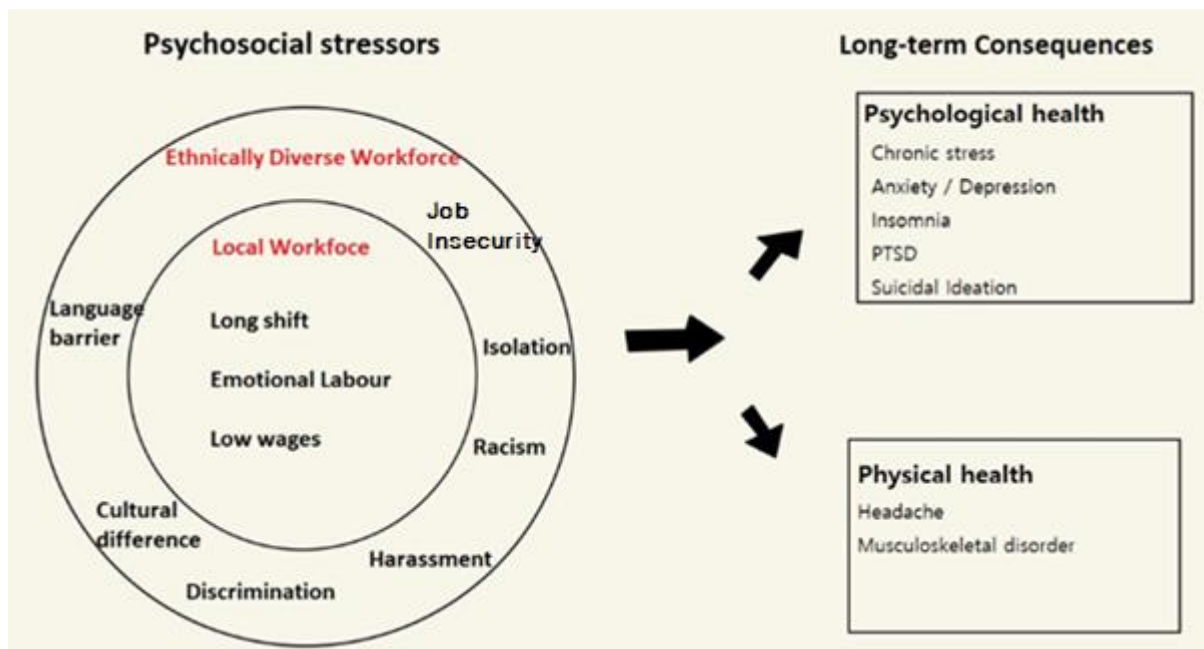 Psychosocial stressors
Ethnically Diverse Workforce
Job
Insecurity
Local Workfoce
Language
barrier
Long shift
Isolation
Emotional Labour
Low wages
Racism
Cultural
difference
Harassment
Discrimination
Long-term Consequences
Psychological health
Chronic stress
Anxiety / Depression
Insomnia
PTSD
Suicidal Ideation
Physical health
Headache
Musculoskeletal disorder